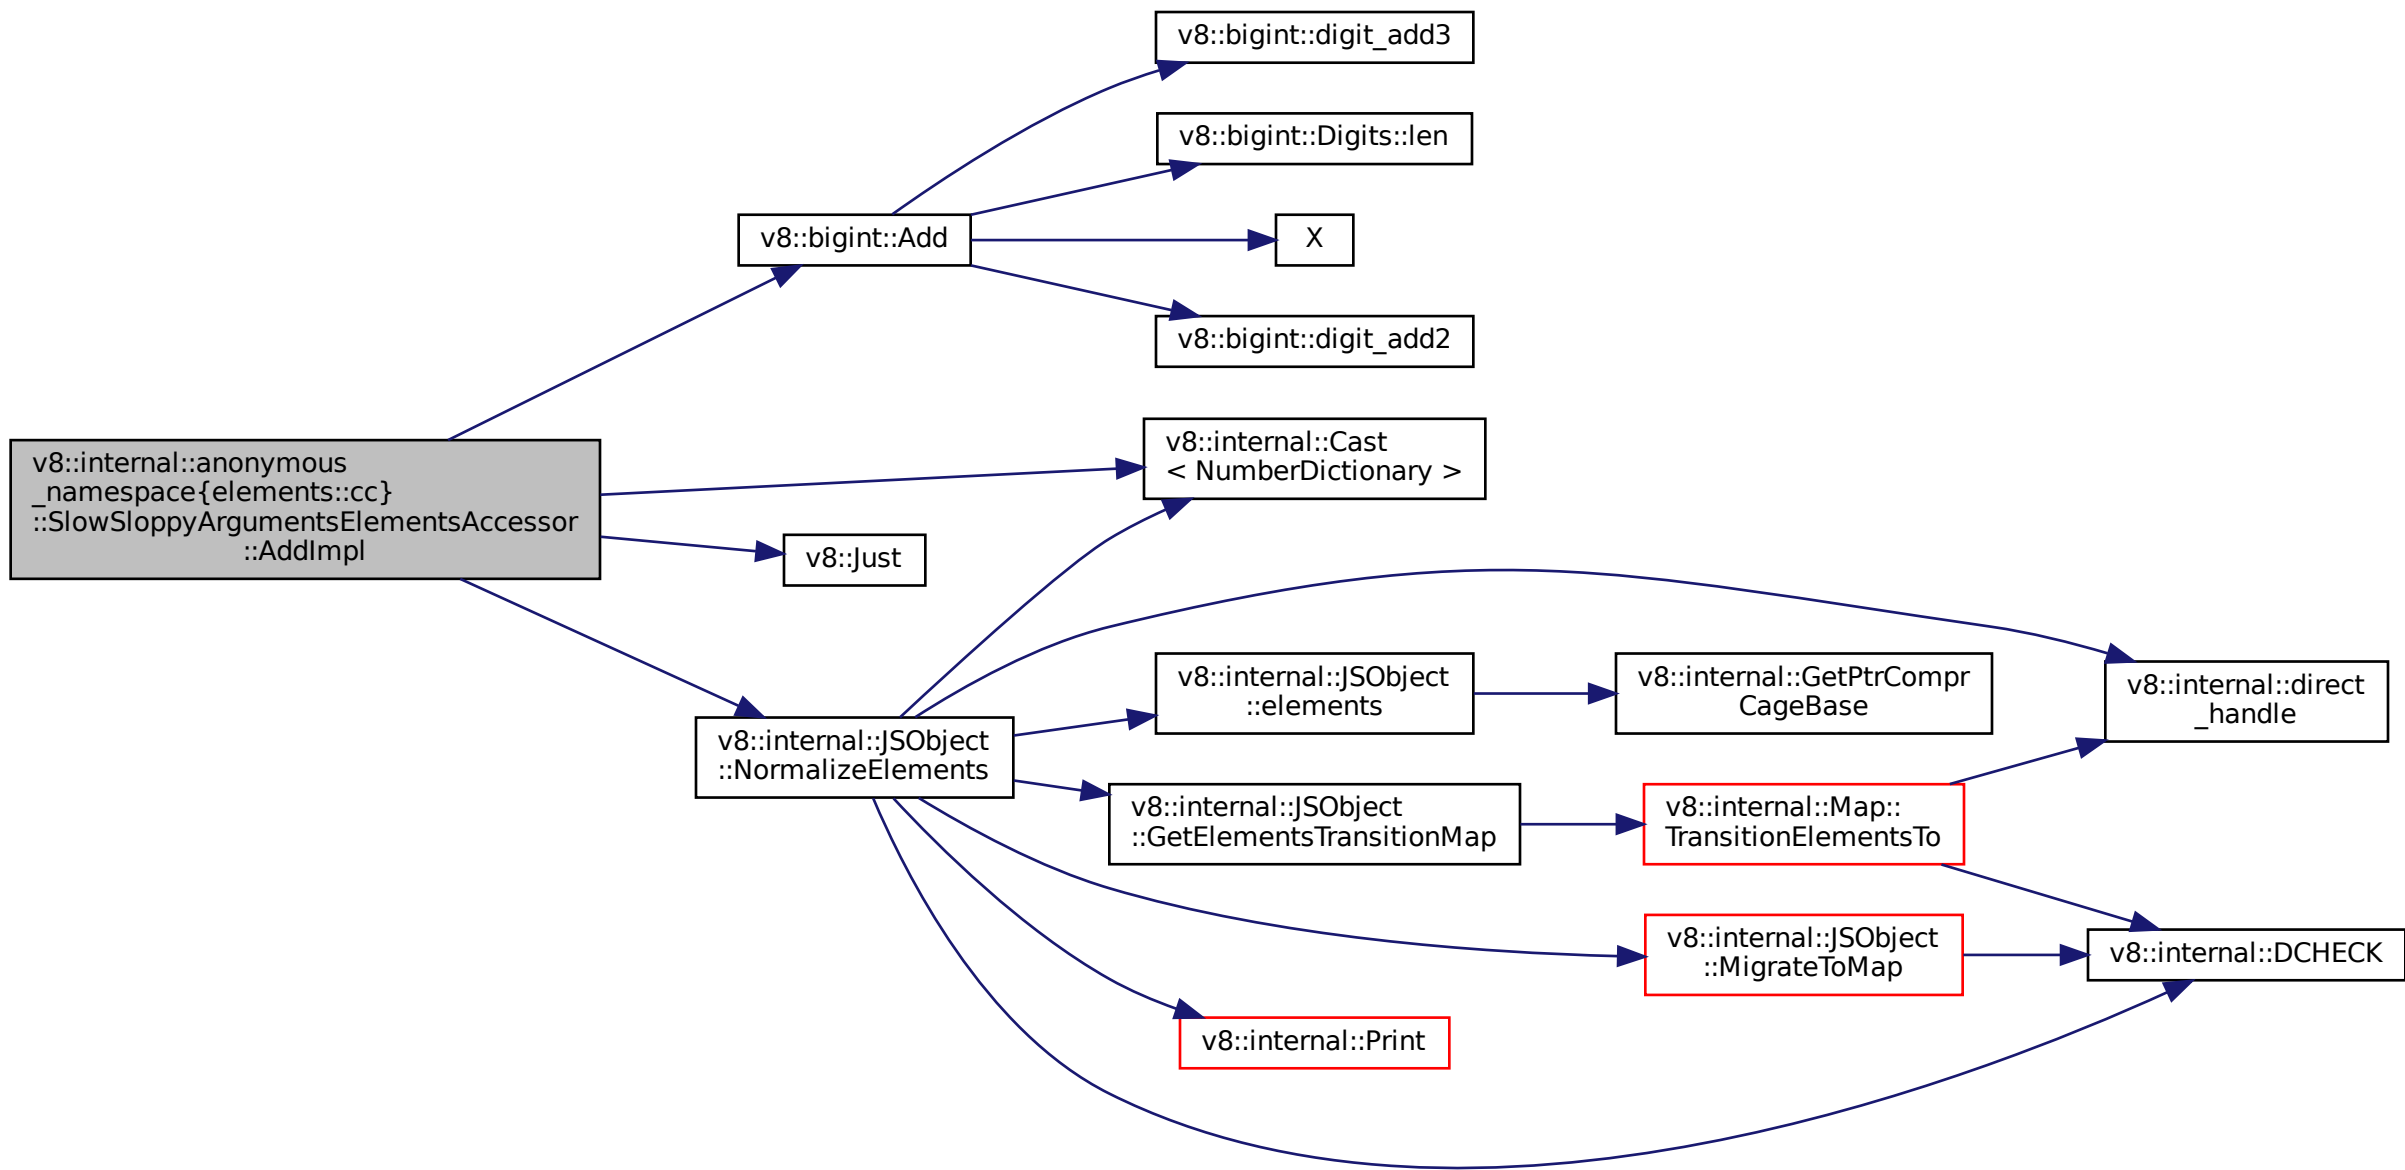 v8::internal::anonymous
_namespace{elements::cc}
::SlowSloppyArgumentsElementsAccessor
::AddImpl
v8::bigint::Add
v8::bigint::digit_add3
v8::bigint::Digits::len
X
v8::bigint::digit_add2
v8::internal::Cast
< NumberDictionary >
v8::Just
v8::internal::JSObject
::NormalizeElements
v8::internal::JSObject
::elements
v8::internal::GetPtrCompr
CageBase
v8::internal::direct
_handle
v8::internal::JSObject
::GetElementsTransitionMap
v8::internal::Map::
TransitionElementsTo
v8::internal::JSObject
::MigrateToMap
v8::internal::DCHECK
v8::internal::Print